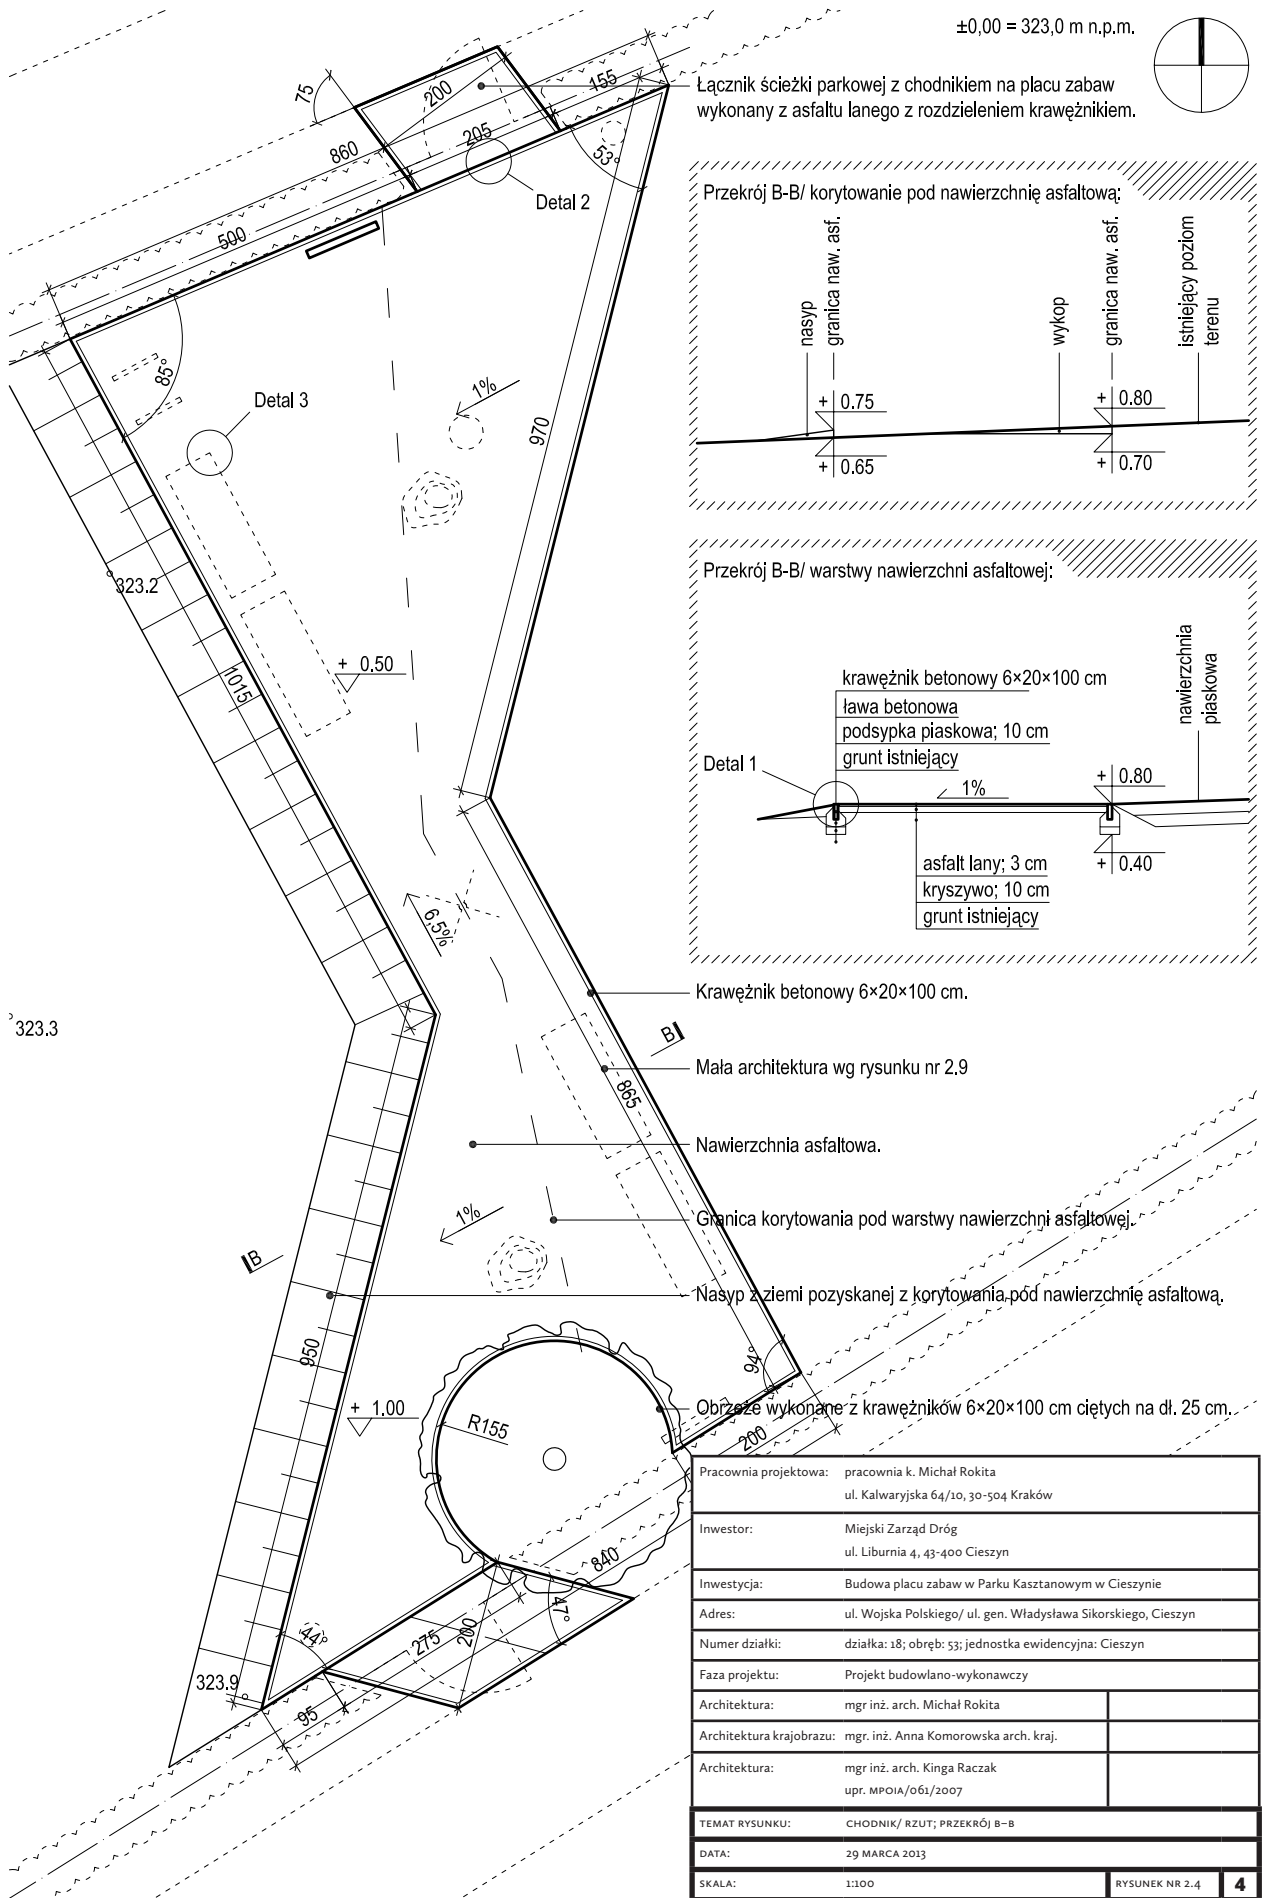 ±0,00 = 323,0 m n.p.m.
Łącznik ścieżki parkowej z chodnikiem na placu zabaw
wykonany z asfaltu lanego z rozdzieleniem krawężnikiem.
75
200
155
860
205
53°
Detal 2
500
85°
Detal 3
1%
970
323.2
+ 0.50
1015
6,5%
323.3
Przekrój B-B/ korytowanie pod nawierzchnię asfaltową:
nasyp
granica naw. asf.
wykop
granica naw. asf.
istniejący poziom
terenu
+ 0.75
+ 0.80
+ 0.65
+ 0.70
Przekrój B-B/ warstwy nawierzchni asfaltowej:
nawierzchnia
piaskowa
krawężnik betonowy 6×20×100 cm
ława betonowa
podsypka piaskowa; 10 cm
grunt istniejący
Detal 1
1%
+ 0.80
+ 0.40
asfalt lany; 3 cm
kryszywo; 10 cm
grunt istniejący
Krawężnik betonowy 6×20×100 cm.
B
Mała architektura wg rysunku nr 2.9
865
Nawierzchnia asfaltowa.
Granica korytowania pod warstwy nawierzchni asfaltowej.
1%
B
Nasyp z ziemi pozyskanej z korytowania pod nawierzchnię asfaltową.
950
94°
Obrzeże wykonane z krawężników 6×20×100 cm ciętych na dł. 25 cm.
+ 1.00
R155
200
840
47°
44°
275
200
323.9
95
Pracownia projektowa: pracownia k. Michał Rokita
ul. Kalwaryjska 64/10, 30-504 Kraków
Inwestor: Miejski Zarząd Dróg
ul. Liburnia 4, 43-400 Cieszyn
Inwestycja: Budowa placu zabaw w Parku Kasztanowym w Cieszynie
Adres: ul. Wojska Polskiego/ ul. gen. Władysława Sikorskiego, Cieszyn
Numer działki: działka: 18; obręb: 53; jednostka ewidencyjna: Cieszyn
Faza projektu: Projekt budowlano-wykonawczy
Architektura: mgr inż. arch. Michał Rokita
Architektura krajobrazu: mgr. inż. Anna Komorowska arch. kraj.
Architektura: mgr inż. arch. Kinga Raczak
upr. MPOIA/061/2007
TEMAT RYSUNKU: CHODNIK/ RZUT; PRZEKRÓJ B–B
DATA: 29 MARCA 2013
SKALA: 1:100 RYSUNEK NR 2.4 4